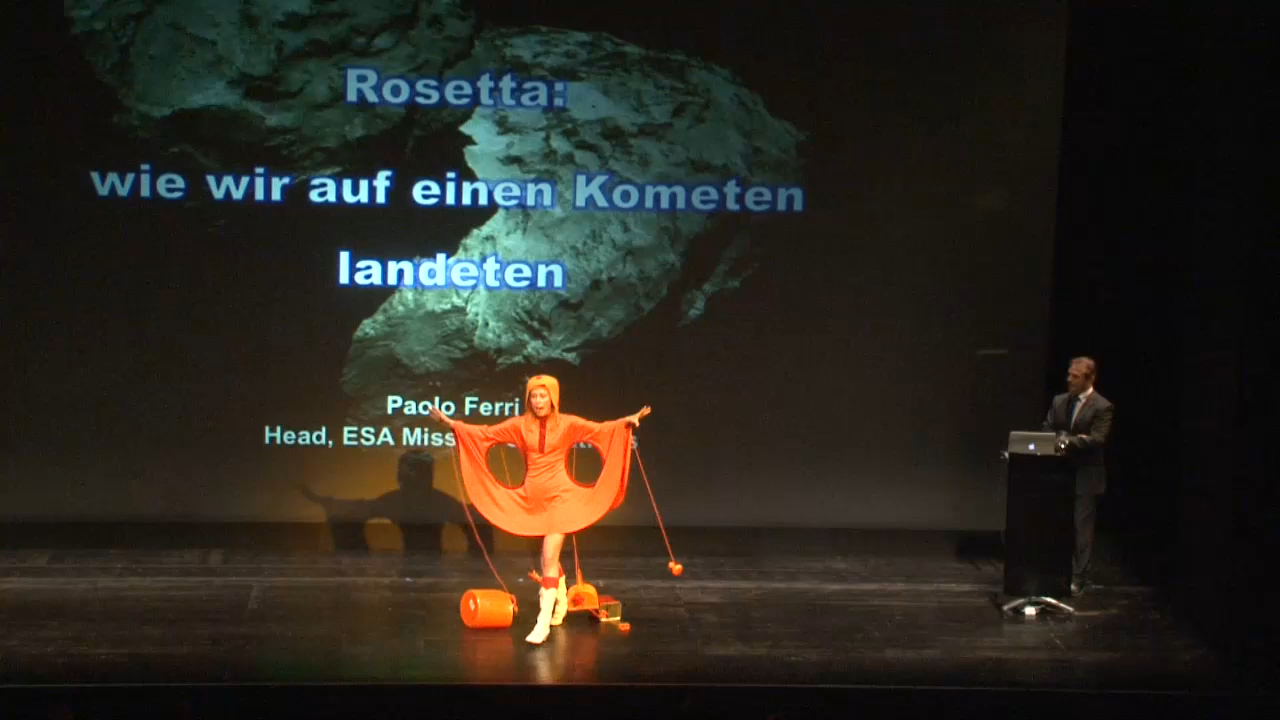 Rosetta:
wie wir auf einen Kometen
landeten
Paolo Ferri
Head, ESA